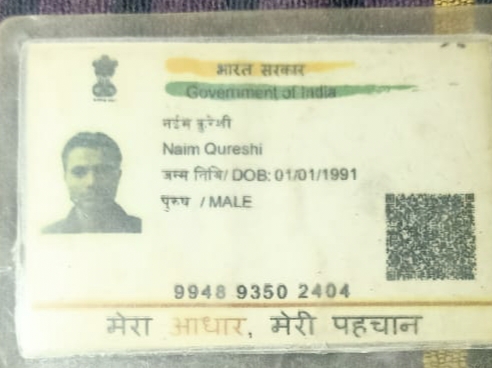 भारत सरकार
Government of India
नईम कुरैशी
Naim Qureshi
जन्म तिथि/ DOB: 01/01/1991
पुरुष / MALE
9948 9350 2404
मेरा आधार, मेरी पहचान